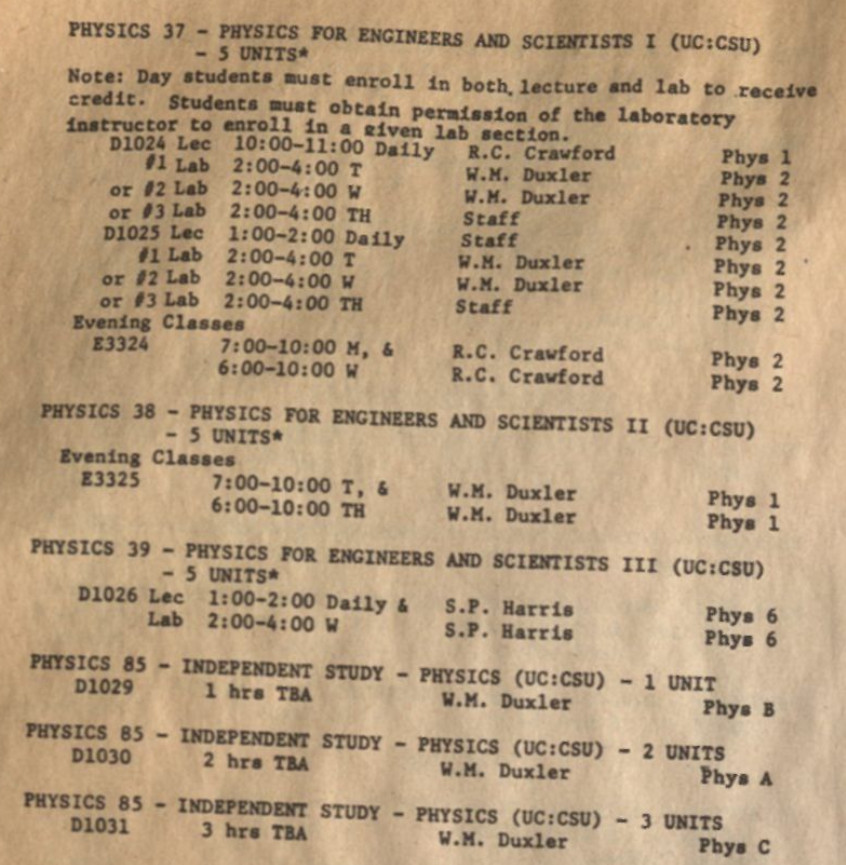 PHYSICS 37 - PHYSICS FOR ENGINEERS AND SCIENTISTS I (UC:CSU)
- 5 UNITS*
Note: Day students must enroll in both lecture and lab to receive
credit. Students must obtain permission of the laboratory
instructor to enroll in a given lab section.
D1024 Lec 10:00-11:00 Daily R.C. Crawford Phys 1
#1 Lab 2:00-4:00 T W.M. Duxler Phys 2
or #2 Lab 2:00-4:00 W W.M. Duxler Phys 2
or #3 Lab 2:00-4:00 TH Staff Phys 2
D1025 Lec 1:00-2:00 Daily Staff Phys 2
#1 Lab 2:00-4:00 T W.M. Duxler Phys 2
or #2 Lab 2:00-4:00 W W.M. Duxler Phys 2
or #3 Lab 2:00-4:00 TH Staff Phys 2
Evening Classes
E3324 7:00-10:00 M, & R.C. Crawford Phys 2
6:00-10:00 W R.C. Crawford Phys 2
PHYSICS 38 - PHYSICS FOR ENGINEERS AND SCIENTISTS II (UC:CSU)
- 5 UNITS*
Evening Classes
E3325 7:00-10:00 T, & W.M. Duxler Phys 1
6:00-10:00 TH W.M. Duxler Phys 1
PHYSICS 39 - PHYSICS FOR ENGINEERS AND SCIENTISTS III (UC:CSU)
- 5 UNITS*
D1026 Lec 1:00-2:00 Daily & S.P. Harris Phys 6
Lab 2:00-4:00 W S.P. Harris Phys 6
PHYSICS 85 - INDEPENDENT STUDY - PHYSICS (UC:CSU) - 1 UNIT
D1029 1 hrs TBA W.M. Duxler Phys B
PHYSICS 85 - INDEPENDENT STUDY - PHYSICS (UC:CSU) - 2 UNITS
D1030 2 hrs TBA W.M. Duxler Phys A
PHYSICS 85 - INDEPENDENT STUDY - PHYSICS (UC:CSU) - 3 UNITS
D1031 3 hrs TBA W.M. Duxler Phys C